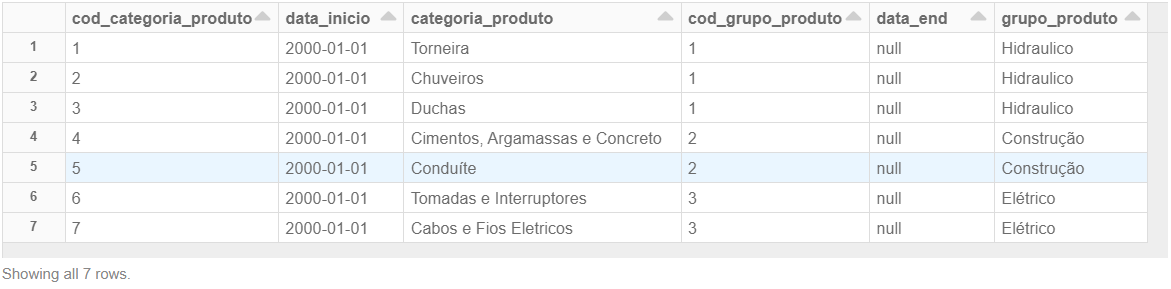 cod_categoria_produto data_inicio categoria_produto cod_grupo_produto data_end grupo_produto
1 1 2000-01-01 Torneira 1 null Hidraulico
2 2 2000-01-01 Chuveiros 1 null Hidraulico
3 3 2000-01-01 Duchas 1 null Hidraulico
4 4 2000-01-01 Cimentos, Argamassas e Concreto 2 null Construção
5 5 2000-01-01 Conduíte 2 null Construção
6 6 2000-01-01 Tomadas e Interruptores 3 null Elétrico
7 7 2000-01-01 Cabos e Fios Eletricos 3 null Elétrico
Showing all 7 rows.